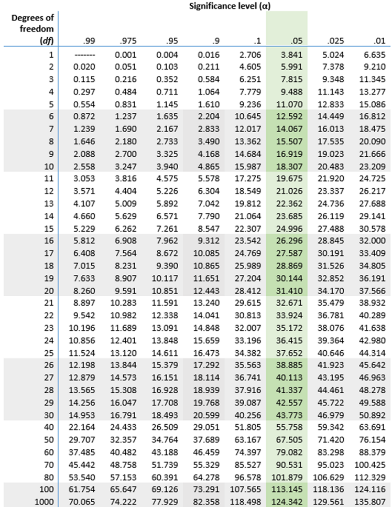 Significance level (α)
Degrees of
freedom
(df) .99 .975 .95 .9 .1 .05 .025 .01
1 ------- 0.001 0.004 0.016 2.706 3.841 5.024 6.635
2 0.020 0.051 0.103 0.211 4.605 5.991 7.378 9.210
3 0.115 0.216 0.352 0.584 6.251 7.815 9.348 11.345
4 0.297 0.484 0.711 1.064 7.779 9.488 11.143 13.277
5 0.554 0.831 1.145 1.610 9.236 11.070 12.833 15.086
6 0.872 1.237 1.635 2.204 10.645 12.592 14.449 16.812
7 1.239 1.690 2.167 2.833 12.017 14.067 16.013 18.475
8 1.646 2.180 2.733 3.490 13.362 15.507 17.535 20.090
9 2.088 2.700 3.325 4.168 14.684 16.919 19.023 21.666
10 2.558 3.247 3.940 4.865 15.987 18.307 20.483 23.209
11 3.053 3.816 4.575 5.578 17.275 19.675 21.920 24.725
12 3.571 4.404 5.226 6.304 18.549 21.026 23.337 26.217
13 4.107 5.009 5.892 7.042 19.812 22.362 24.736 27.688
14 4.660 5.629 6.571 7.790 21.064 23.685 26.119 29.141
15 5.229 6.262 7.261 8.547 22.307 24.996 27.488 30.578
16 5.812 6.908 7.962 9.312 23.542 26.296 28.845 32.000
17 6.408 7.564 8.672 10.085 24.769 27.587 30.191 33.409
18 7.015 8.231 9.390 10.865 25.989 28.869 31.526 34.805
19 7.633 8.907 10.117 11.651 27.204 30.144 32.852 36.191
20 8.260 9.591 10.851 12.443 28.412 31.410 34.170 37.566
21 8.897 10.283 11.591 13.240 29.615 32.671 35.479 38.932
22 9.542 10.982 12.338 14.041 30.813 33.924 36.781 40.289
23 10.196 11.689 13.091 14.848 32.007 35.172 38.076 41.638
24 10.856 12.401 13.848 15.659 33.196 36.415 39.364 42.980
25 11.524 13.120 14.611 16.473 34.382 37.652 40.646 44.314
26 12.198 13.844 15.379 17.292 35.563 38.885 41.923 45.642
27 12.879 14.573 16.151 18.114 36.741 40.113 43.195 46.963
28 13.565 15.308 16.928 18.939 37.916 41.337 44.461 48.278
29 14.256 16.047 17.708 19.768 39.087 42.557 45.722 49.588
30 14.953 16.791 18.493 20.599 40.256 43.773 46.979 50.892
40 22.164 24.433 26.509 29.051 51.805 55.758 59.342 63.691
50 29.707 32.357 34.764 37.689 63.167 67.505 71.420 76.154
60 37.485 40.482 43.188 46.459 74.397 79.082 83.298 88.379
70 45.442 48.758 51.739 55.329 85.527 90.531 95.023 100.425
80 53.540 57.153 60.391 64.278 96.578 101.879 106.629 112.329
100 61.754 65.647 69.126 73.291 107.565 113.145 118.136 124.116
1000 70.065 74.222 77.929 82.358 118.498 124.342 129.561 135.807